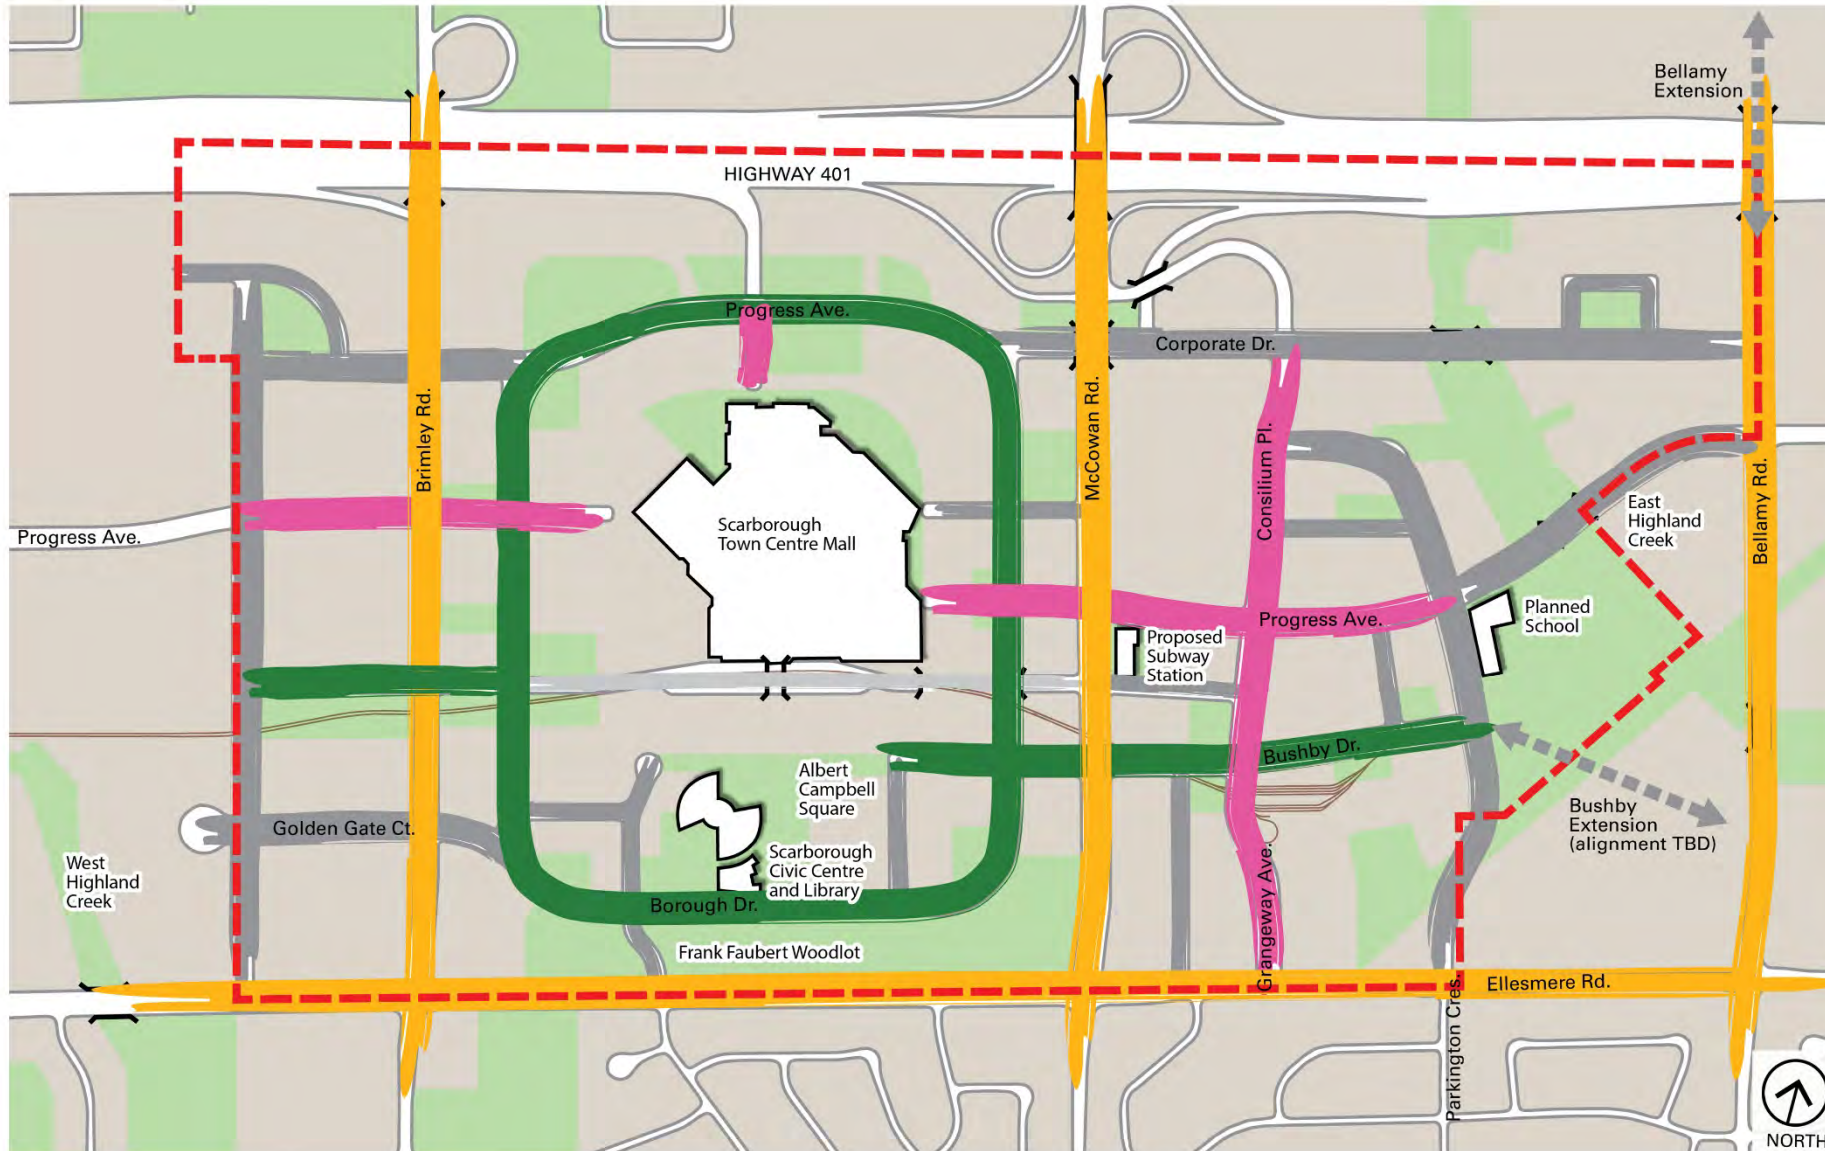 Bellamy
Extension
HIGHWAY 401
Progress Ave.
Corporate Dr.
Brimley Rd.
McCowan Rd.
Consilium Pl.
Bellamy Rd.
Progress Ave.
Scarborough
Town Centre Mall
East
Highland
Creek
Progress Ave.
Planned
School
Proposed
Subway
Station
Bushby Dr.
Albert
Campbell
Square
Bushby
Extension
(alignment TBD)
Golden Gate Ct.
West
Highland
Creek
Scarborough
Civic Centre
and Library
Borough Dr.
Grangeway Ave.
Frank Faubert Woodlot
Ellesmere Rd.
Parkington Cres.
NORTH